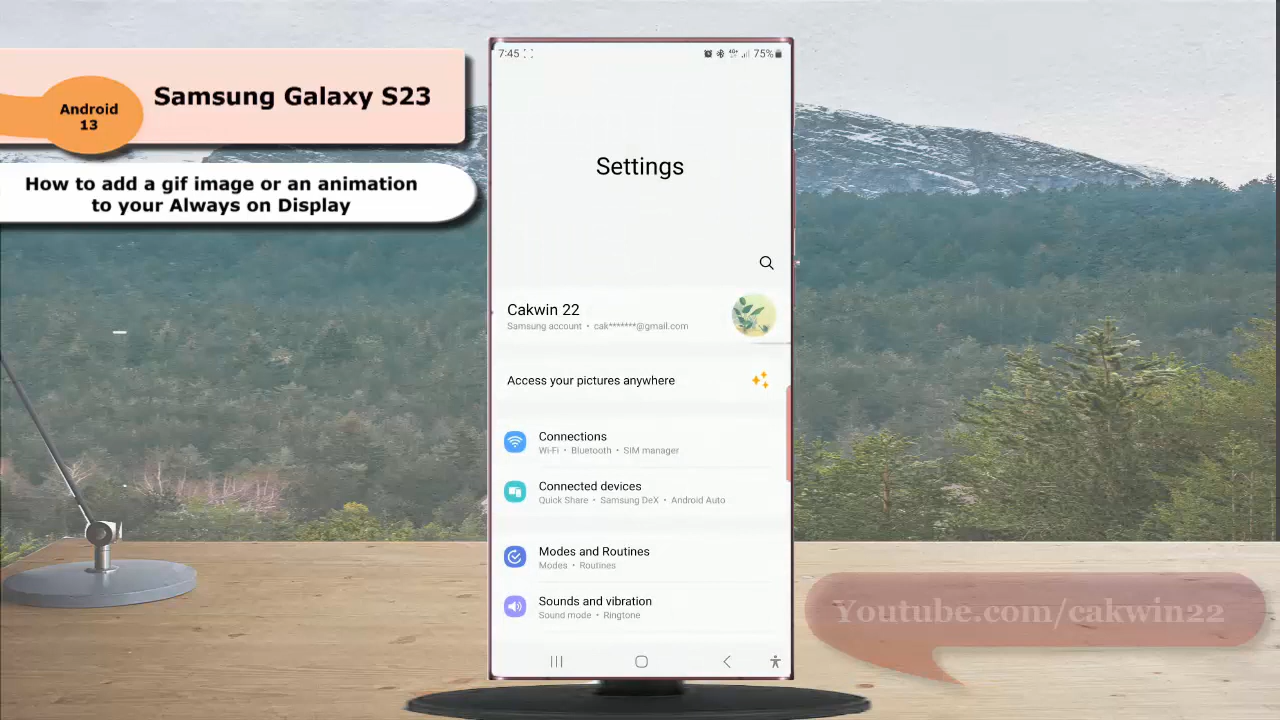 Samsung Galaxy S23
Android
13
How to add a gif image or an animation
to your Always on Display
7:45
75%
Settings
Cakwin 22
Samsung account • cak*******@gmail.com
Access your pictures anywhere
Connections
Wi-Fi • Bluetooth • SIM manager
Connected devices
Quick Share • Samsung DeX • Android Auto
Modes and Routines
Modes • Routines
Sounds and vibration
Sound mode • Ringtone
Youtube.com/cakwin22